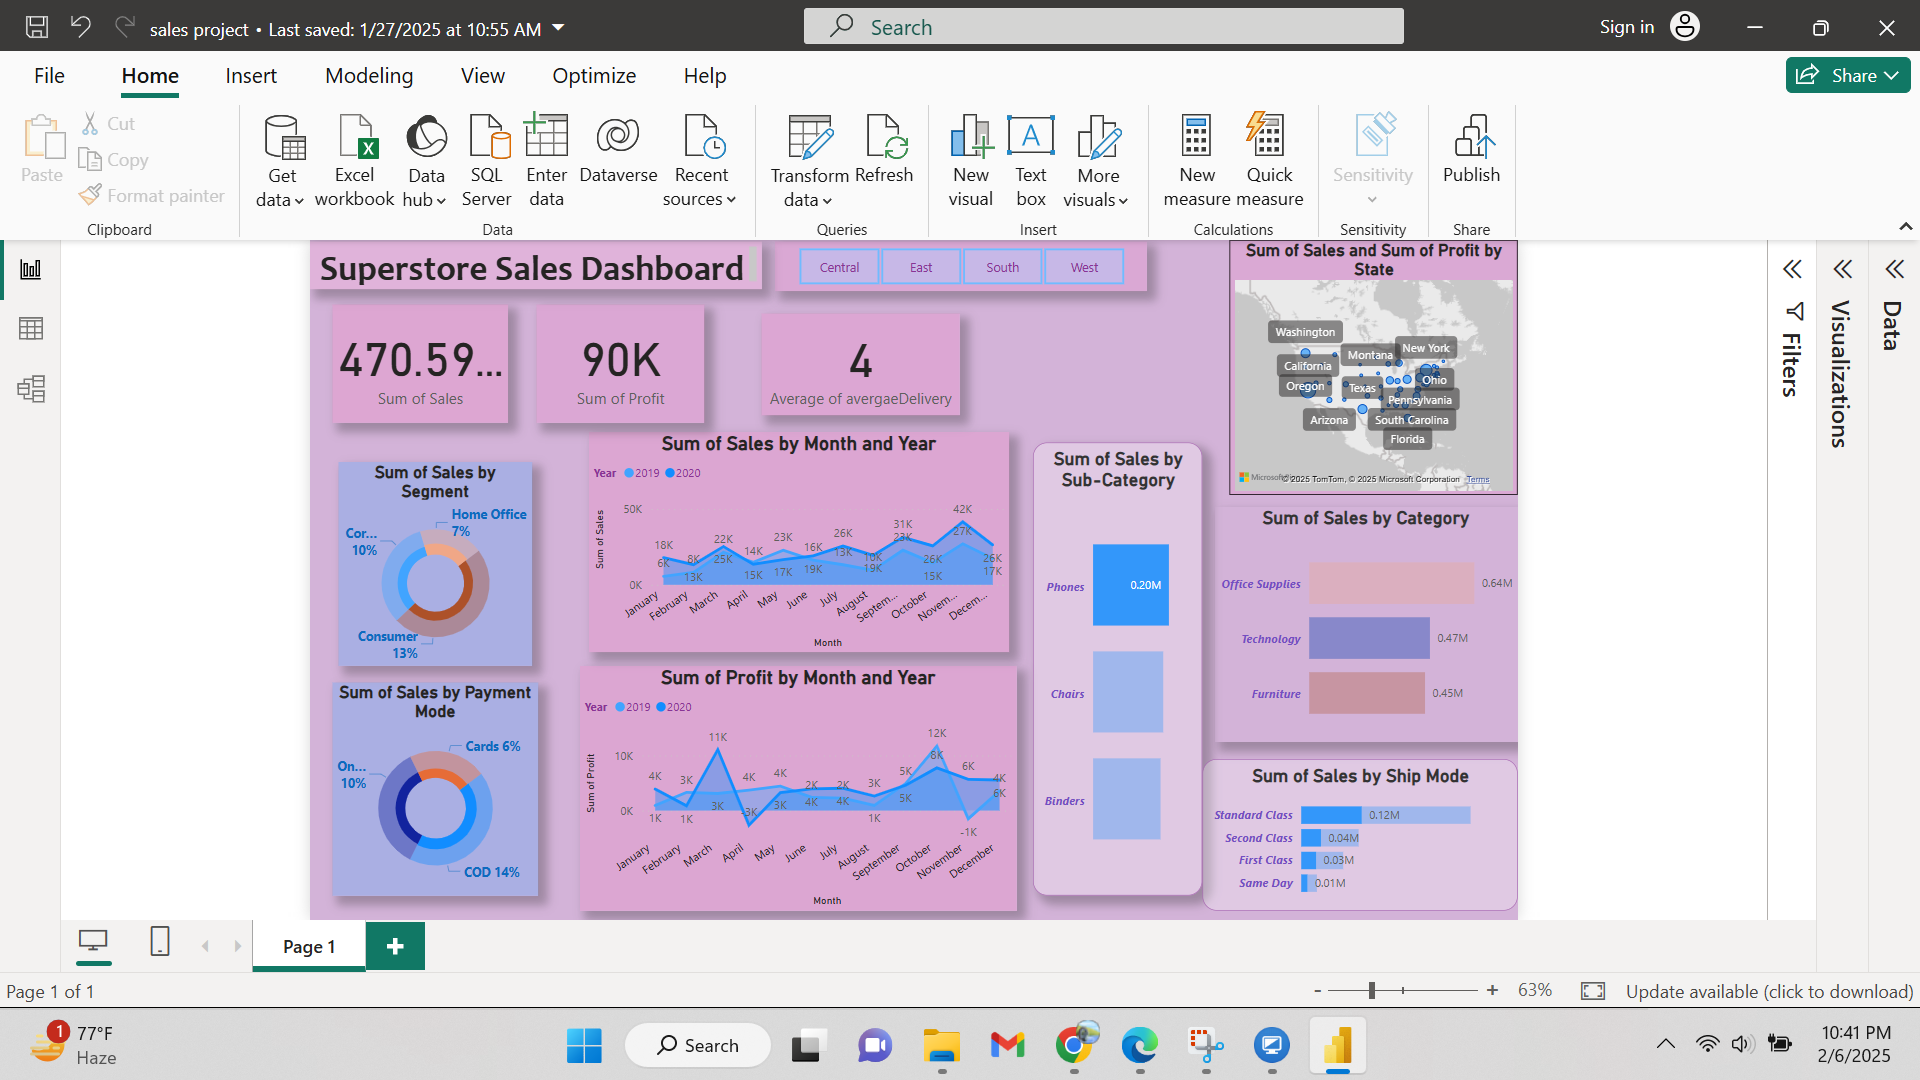 sales project • Last saved: 1/27/2025 at 10:55 AM
Search
Sign in
File Home Insert Modeling View Optimize Help
Share
Paste
Cut
Copy
Format painter
Clipboard
Get data
Excel workbook
Data hub
SQL Server
Enter data
Dataverse
Recent sources
Data
Transform data
Refresh
Queries
New visual
Text box
More visuals
Insert
New measure
Quick measure
Calculations
Sensitivity
Sensitivity
Publish
Share
Superstore Sales Dashboard
Central East South West
470.59...
Sum of Sales
90K
Sum of Profit
4
Average of avergaeDelivery
Sum of Sales and Sum of Profit by
State
Washington
New York
Montana
California
Ohio
Oregon
Texas
Pennsylvania
Arizona
South Carolina
Florida
© 2025 TomTom, © 2025 Microsoft Corporation Terms
Sum of Sales by
Segment
Home Office
7%
Cor...
10%
Consumer
13%
Sum of Sales by Month and Year
Year 2019 2020
Sum of Sales
50K
0K
18K 6K 8K 13K 22K 25K 14K 15K 23K 17K 16K 19K 26K 13K 10K 19K 31K 23K 26K 15K 42K 27K 26K 17K
January February March April May June July August Septem... October Novem... Decem...
Month
Sum of Sales by
Sub-Category
Phones 0.20M
Chairs
Binders
Sum of Sales by Category
Office Supplies 0.64M
Technology 0.47M
Furniture 0.45M
Sum of Sales by Payment
Mode
Cards 6%
On...
10%
COD 14%
Sum of Profit by Month and Year
Year 2019 2020
Sum of Profit
10K
0K
4K 1K 3K 1K 11K 3K 4K -3K 4K 3K 2K 4K 2K 4K 3K 1K 5K 5K 12K 8K 6K -1K 4K 6K
January February March April May June July August September October November December
Month
Sum of Sales by Ship Mode
Standard Class 0.12M
Second Class 0.04M
First Class 0.03M
Same Day 0.01M
Filters
Visualizations
Data
Page 1
Page 1 of 1
- + 63%
Update available (click to download)
1
77°F
Haze
Search
10:41 PM
2/6/2025